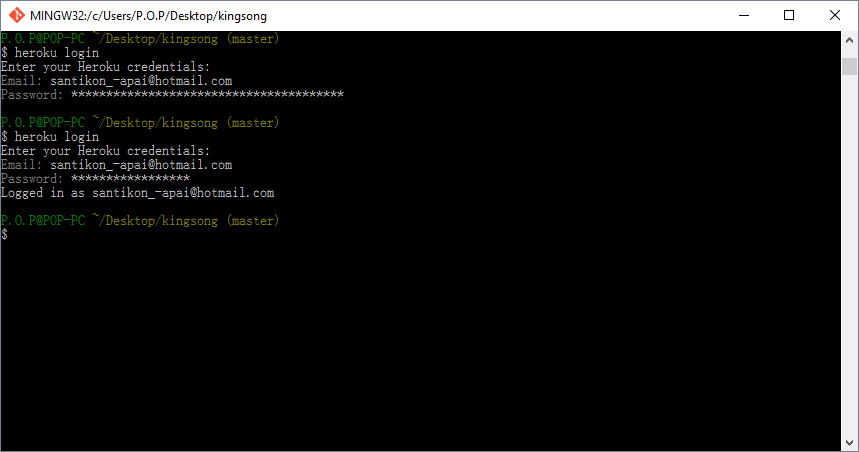 MINGW32:/c/Users/P.O.P/Desktop/kingsong
P.O.P@POP-PC ~/Desktop/kingsong (master)
$ heroku login
Enter your Heroku credentials:
Email: santikon_-apai@hotmail.com
Password: ***************************************
P.O.P@POP-PC ~/Desktop/kingsong (master)
$ heroku login
Enter your Heroku credentials:
Email: santikon_-apai@hotmail.com
Password: *****************
Logged in as santikon_-apai@hotmail.com
P.O.P@POP-PC ~/Desktop/kingsong (master)
$